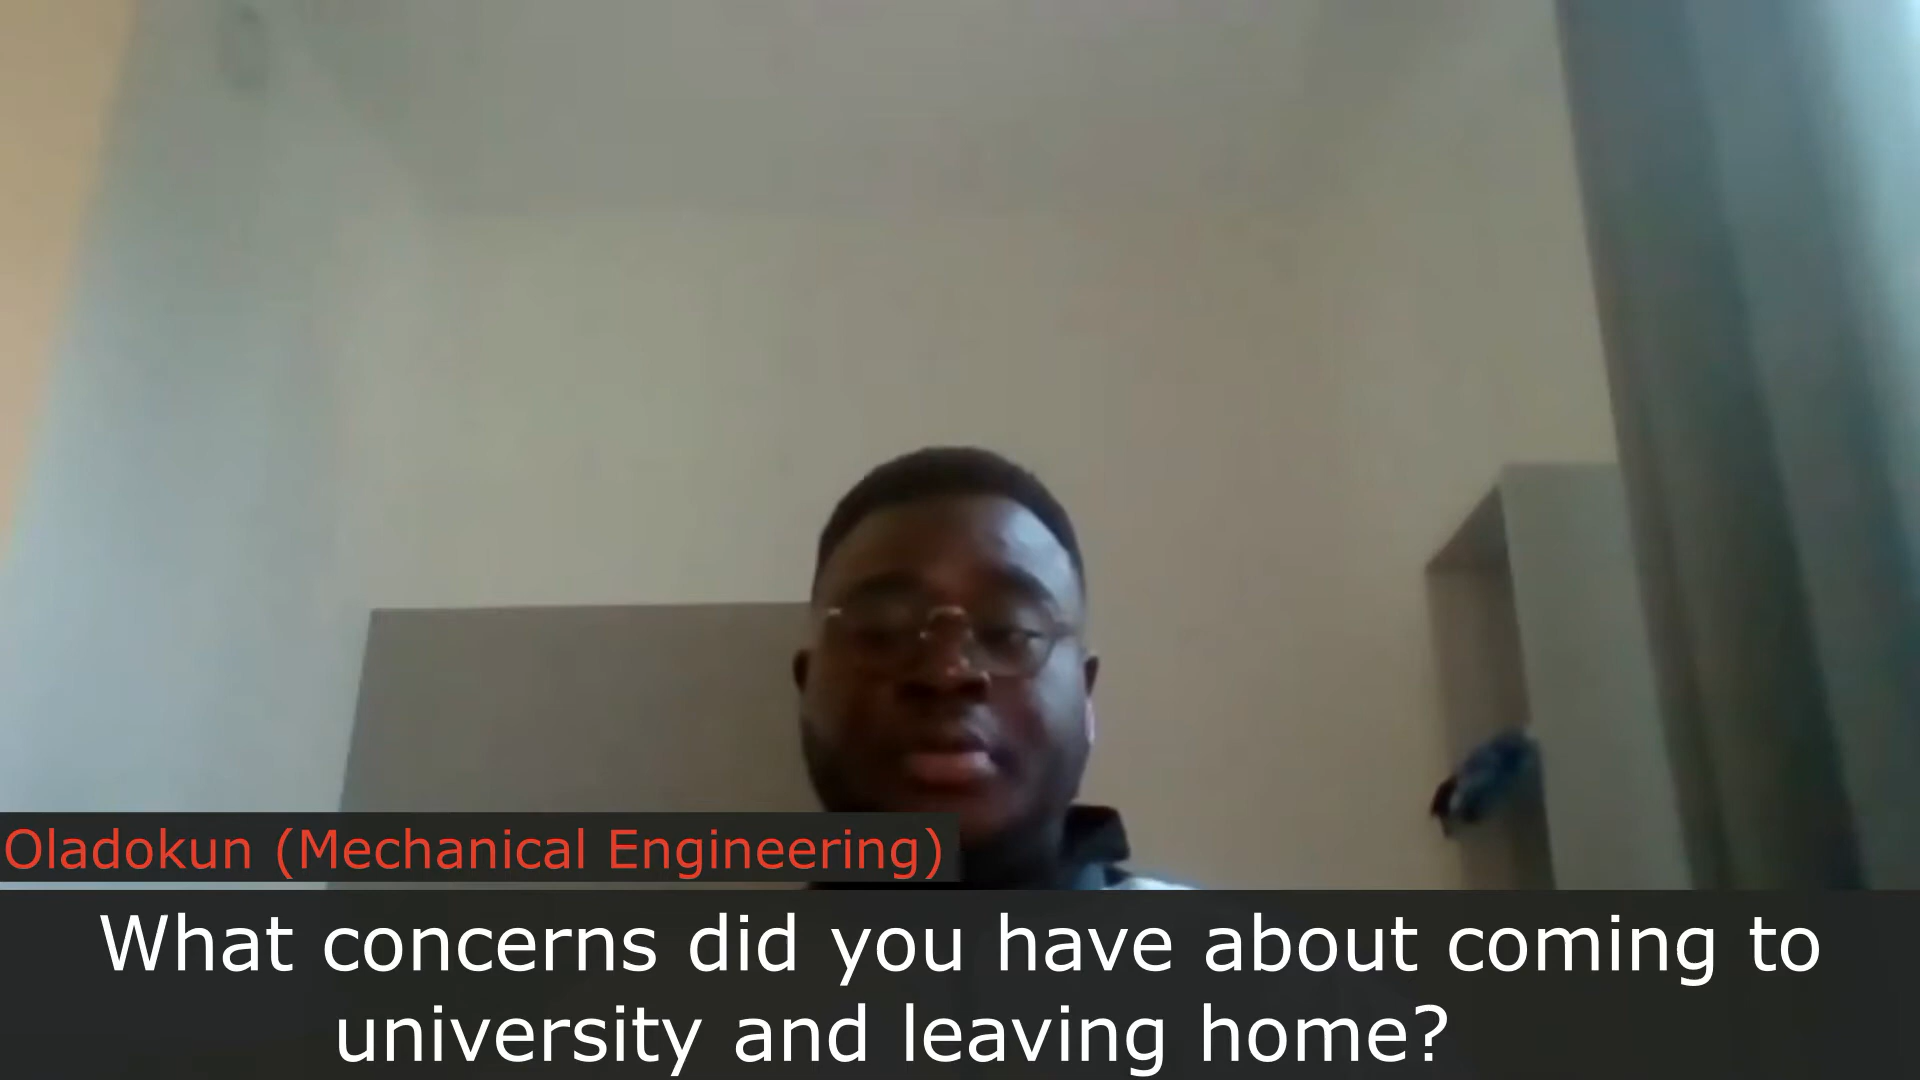 Oladokun (Mechanical Engineering)
What concerns did you have about coming to
university and leaving home?